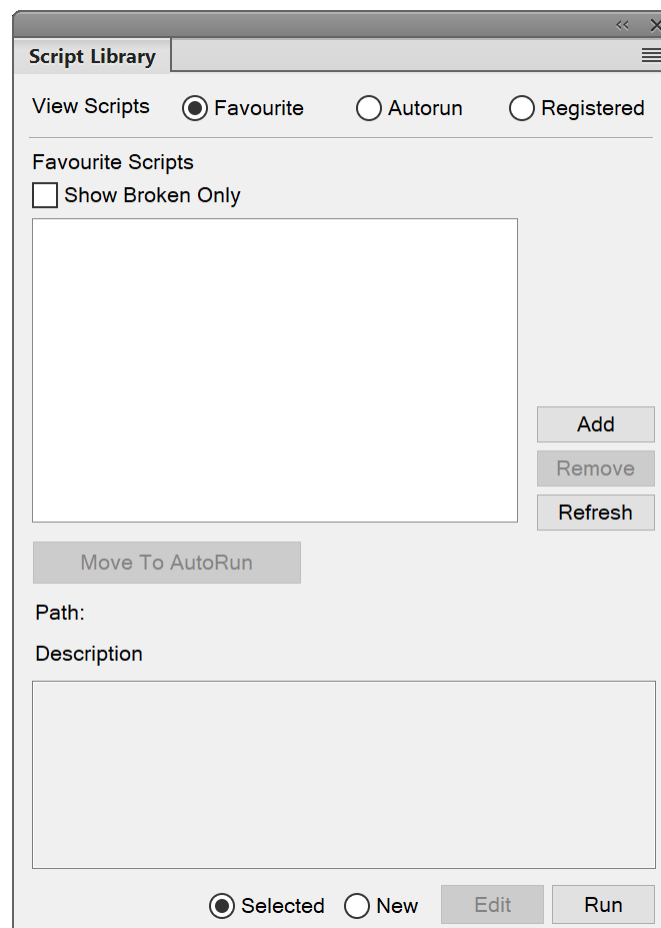 Script Library
View Scripts Favourite Autorun Registered
Favourite Scripts
Show Broken Only
Add
Remove
Refresh
Move To AutoRun
Path:
Description
Selected New Edit Run